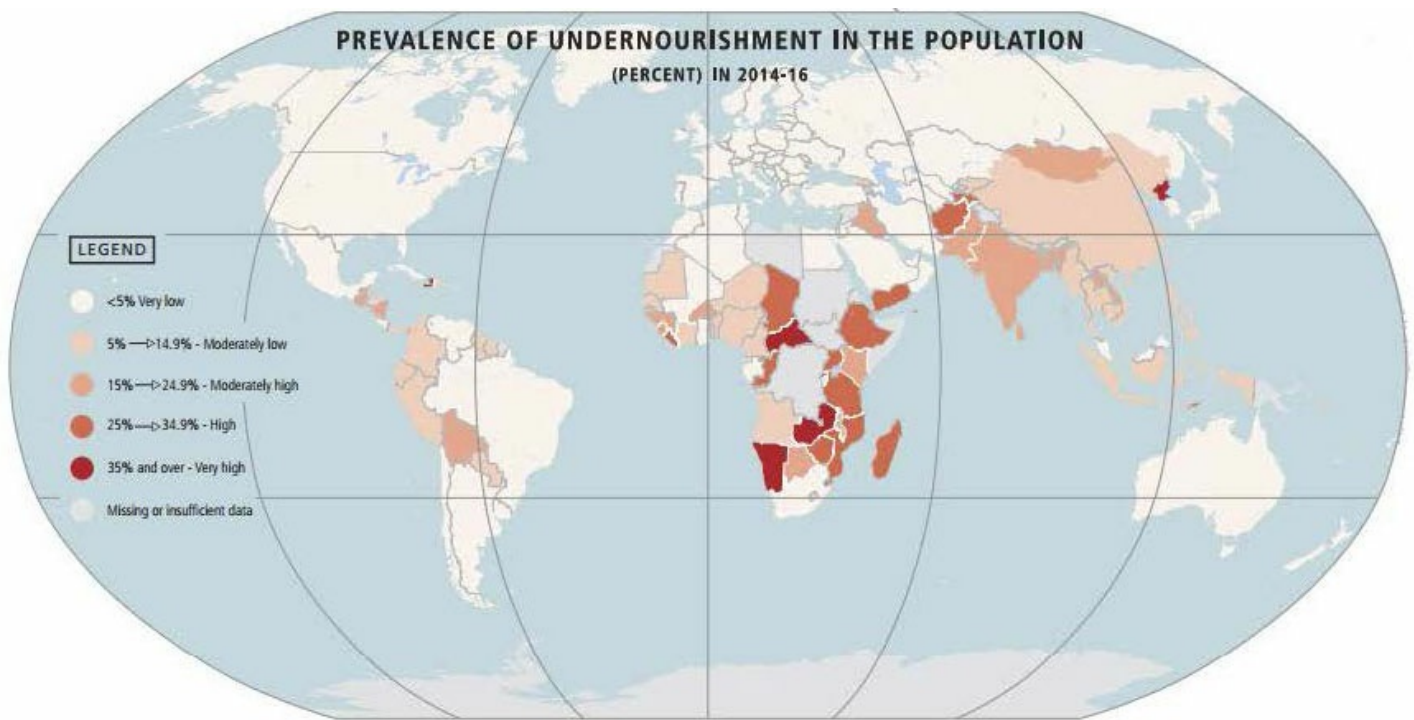 PREVALENCE OF UNDERNOURISHMENT IN THE POPULATION
(PERCENT) IN 2014-16
LEGEND
<5% Very low
5% —▷14.9% - Moderately low
15%—▷24.9% - Moderately high
25%—▷34.9% - High
35% and over - Very high
Missing or insufficient data